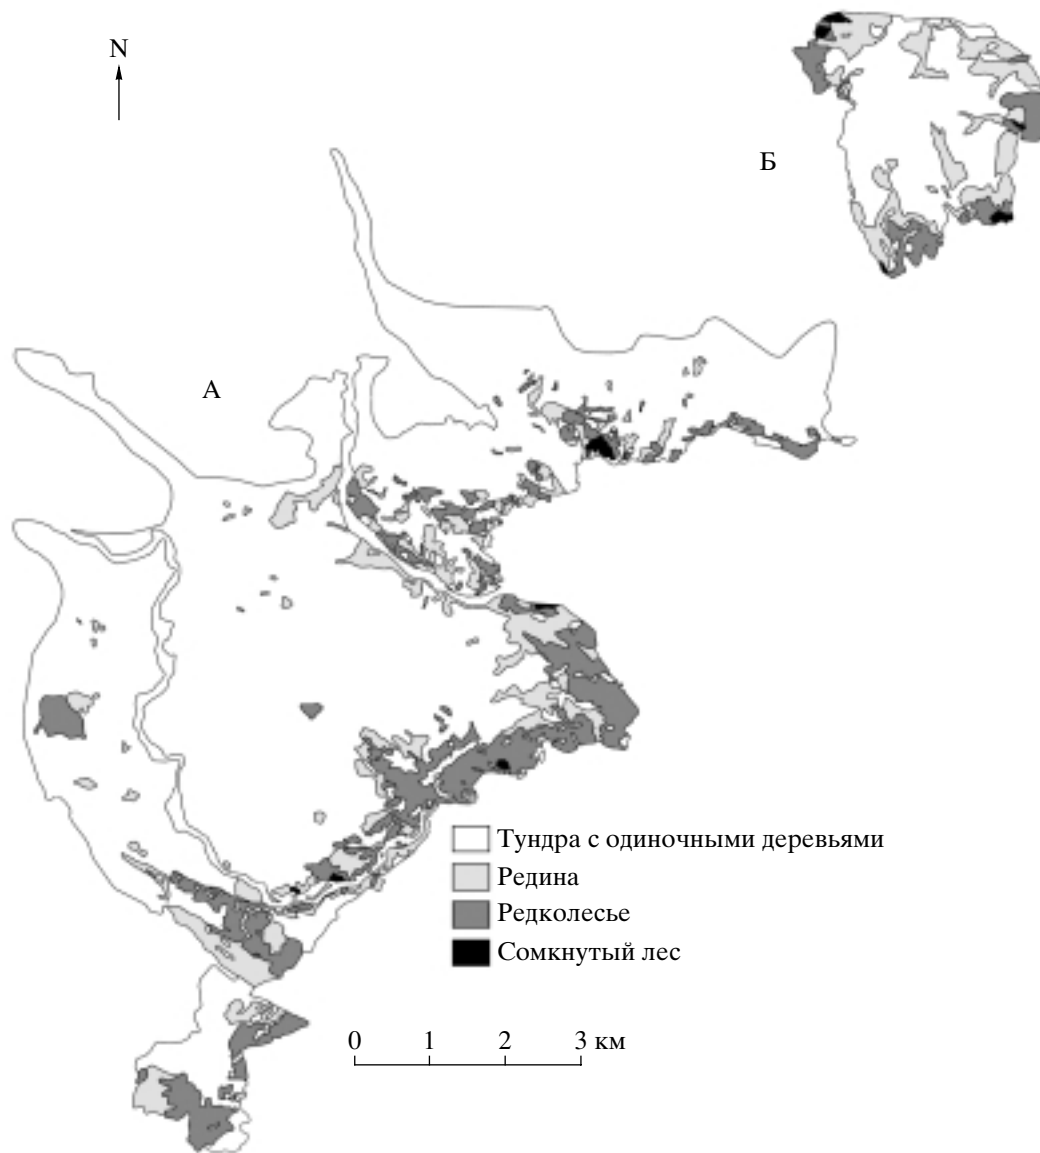 N
Б
А
Тундра с одиночными деревьями
Редина
Редколесье
Сомкнутый лес
0 1 2 3 км